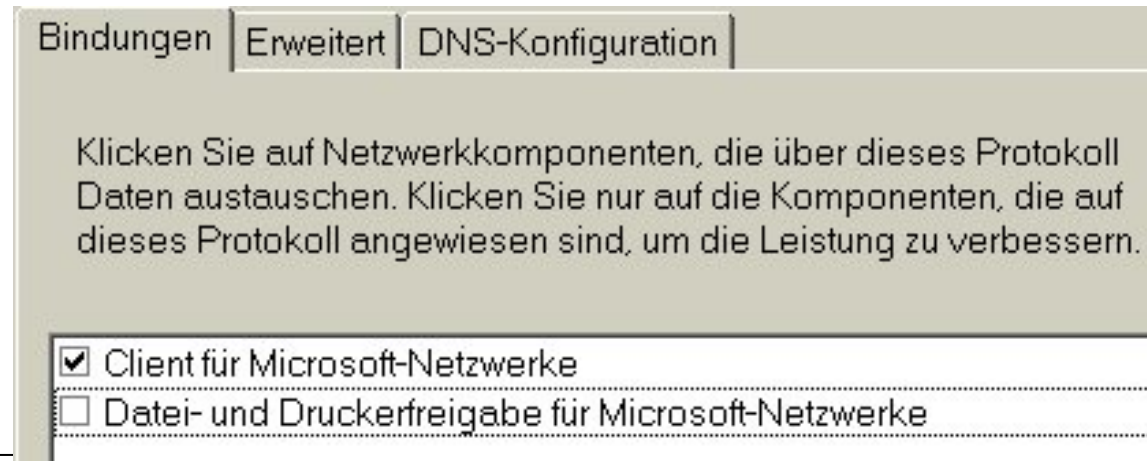 Bindungen Erweitert DNS-Konfiguration
Klicken Sie auf Netzwerkkomponenten, die über dieses Protokoll
Daten austauschen. Klicken Sie nur auf die Komponenten, die auf
dieses Protokoll angewiesen sind, um die Leistung zu verbessern.
Client für Microsoft-Netzwerke
Datei- und Druckerfreigabe für Microsoft-Netzwerke